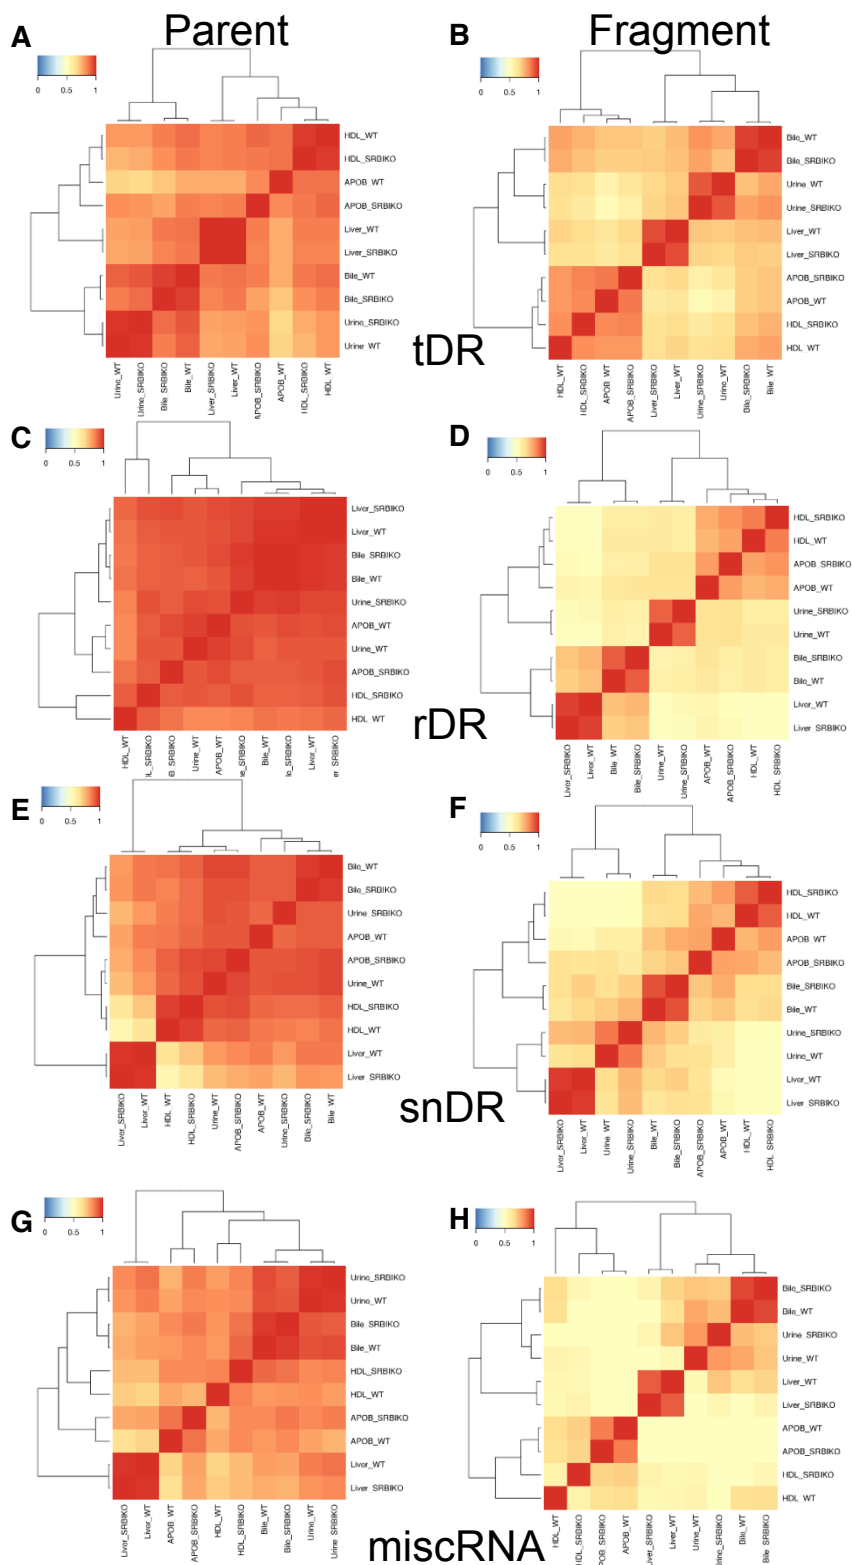 Parent
Fragment
A
0 0.5 1
HDL_WT
HDL_SRBIKO
APOB_WT
APOB_SRBIKO
Liver_WT
Liver_SRBIKO
Bile_WT
Bile_SRBIKO
Urine_SRBIKO
Urine_WT
Urine_WT
Urine_SRBIKO
Bile_SRBIKO
Bile_WT
Liver_SRBIKO
Liver_WT
APOB_SRBIKO
APOB_WT
HDL_SRBIKO
HDL_WT
B
0 0.5 1
Bile_WT
Bile_SRBIKO
Urine_WT
Urine_SRBIKO
Liver_WT
Liver_SRBIKO
APOB_SRBIKO
APOB_WT
HDL_SRBIKO
HDL_WT
HDL_WT
HDL_SRBIKO
APOB_WT
APOB_SRBIKO
Liver_SRBIKO
Liver_WT
Urine_SRBIKO
Urine_WT
Bile_SRBIKO
Bile_WT
tDR
C
0 0.5 1
Liver_SRBIKO
Liver_WT
Bile_SRBIKO
Bile_WT
Urine_SRBIKO
APOB_WT
Urine_WT
APOB_SRBIKO
HDL_SRBIKO
HDL_WT
HDL_WT
L_SRBIKO
B_SRBIKO
Urine_WT
APOB_WT
e_SRBIKO
Bile_WT
le_SRBIKO
Liver_WT
er_SRBIKO
D
0 0.5 1
HDL_SRBIKO
HDL_WT
APOB_SRBIKO
APOB_WT
Urine_SRBIKO
Urine_WT
Bile_SRBIKO
Bile_WT
Liver_WT
Liver_SRBIKO
Liver_SRBIKO
Liver_WT
Bile_WT
Bile_SRBIKO
Urine_WT
Urine_SRBIKO
APOB_WT
APOB_SRBIKO
HDL_WT
HDL_SRBIKO
rDR
E
0 0.5 1
Bile_WT
Bile_SRBIKO
Urine_SRBIKO
APOB_WT
APOB_SRBIKO
Urine_WT
HDL_SRBIKO
HDL_WT
Liver_WT
Liver_SRBIKO
Liver_SRBIKO
Liver_WT
HDL_WT
HDL_SRBIKO
Urine_WT
APOB_SRBIKO
APOB_WT
Urine_SRBIKO
Bile_SRBIKO
Bile_WT
F
0 0.5 1
HDL_SRBIKO
HDL_WT
APOB_WT
APOB_SRBIKO
Bile_SRBIKO
Bile_WT
Urine_SRBIKO
Urine_WT
Liver_WT
Liver_SRBIKO
Liver_SRBIKO
Liver_WT
Urine_WT
Urine_SRBIKO
Bile_WT
Bile_SRBIKO
APOB_SRBIKO
APOB_WT
HDL_WT
HDL_SRBIKO
snDR
G
0 0.5 1
Urine_SRBIKO
Urine_WT
Bile_SRBIKO
Bile_WT
HDL_SRBIKO
HDL_WT
APOB_SRBIKO
APOB_WT
Liver_WT
Liver_SRBIKO
Liver_SRBIKO
Liver_WT
APOB_WT
APOB_SRBIKO
HDL_WT
HDL_SRBIKO
Bile_WT
Bile_SRBIKO
Urine_WT
Urine_SRBIKO
H
0 0.5 1
Bile_SRBIKO
Bile_WT
Urine_SRBIKO
Urine_WT
Liver_WT
Liver_SRBIKO
APOB_WT
APOB_SRBIKO
HDL_SRBIKO
HDL_WT
HDL_WT
HDL_SRBIKO
POB_SRBIKO
APOB_WT
Liver_SRBIKO
Liver_WT
Urine_WT
Urine_SRBIKO
Bile_WT
Bile_SRBIKO
miscRNA